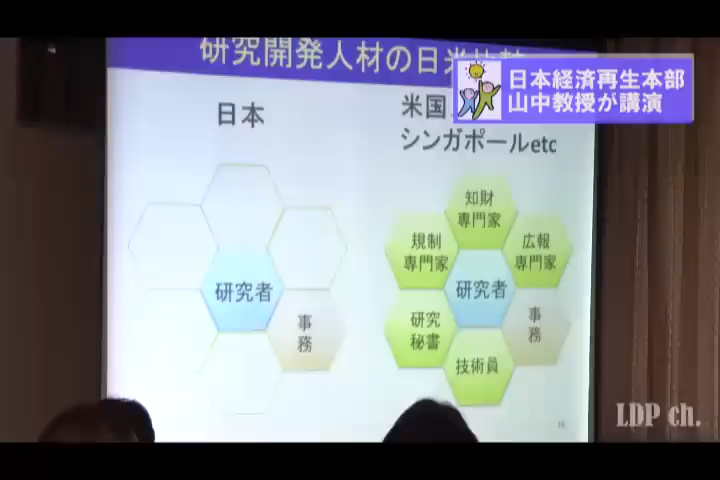 研究開発人材の日米比較
日本経済再生本部
山中教授が講演
日本
米国
シンガポールetc
研究者
事
務
知財
専門家
規制
専門家
広報
専門家
研究者
研究
秘書
事
務
技術員
LDP ch.